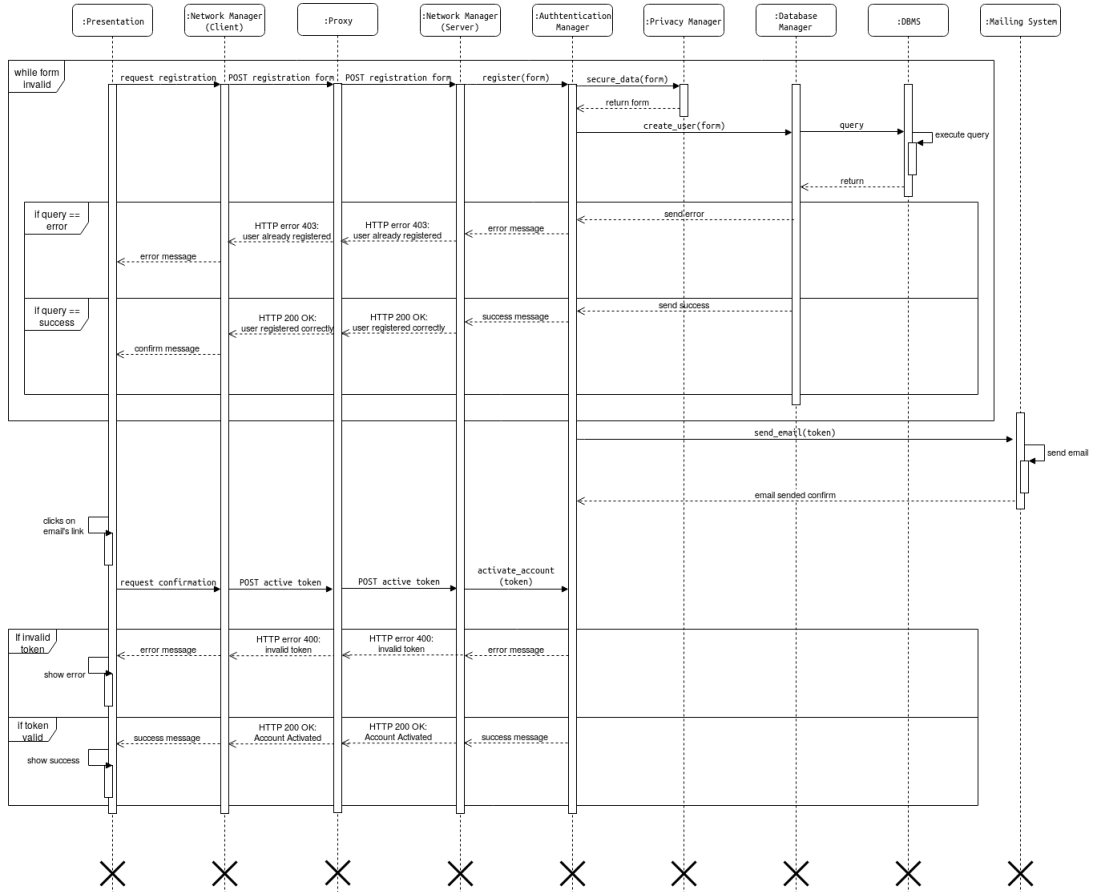 :Presentation
:Network Manager
(Client)
:Proxy
:Network Manager
(Server)
:Authtentication
Manager
:Privacy Manager
:Database
Manager
:DBMS
:Mailing System
while form
invalid
request registration
POST registration form
POST registration form
register(form)
secure_data(form)
return form
create_user(form)
query
execute query
return
if query ==
error
send error
error message
HTTP error 403:
user already registered
HTTP error 403:
user already registered
error message
if query ==
success
send success
success message
HTTP 200 OK:
user registered correctly
HTTP 200 OK:
user registered correctly
confirm message
send_email(token)
send email
email sended confirm
clicks on
email's link
request confirmation
POST active token
POST active token
activate_account
(token)
If invalid
token
error message
HTTP error 400:
invalid token
HTTP error 400:
invalid token
error message
show error
if token
valid
success message
HTTP 200 OK:
Account Activated
HTTP 200 OK:
Account Activated
success message
show success